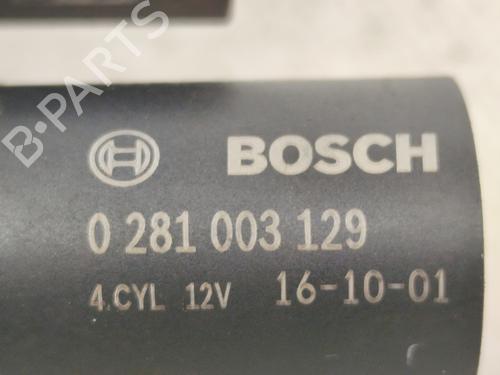 B-PARTS
BOSCH
0 281 003 129
4 CYL 12V 16-10-01